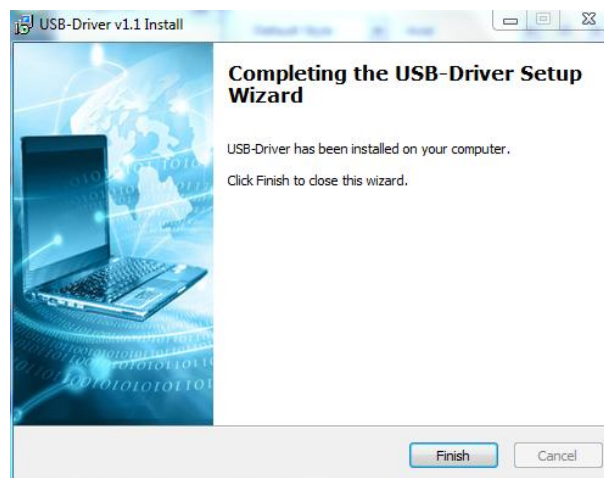 USB-Driver v1.1 Install
Completing the USB-Driver Setup
Wizard
USB-Driver has been installed on your computer.
Click Finish to close this wizard.
Finish
Cancel